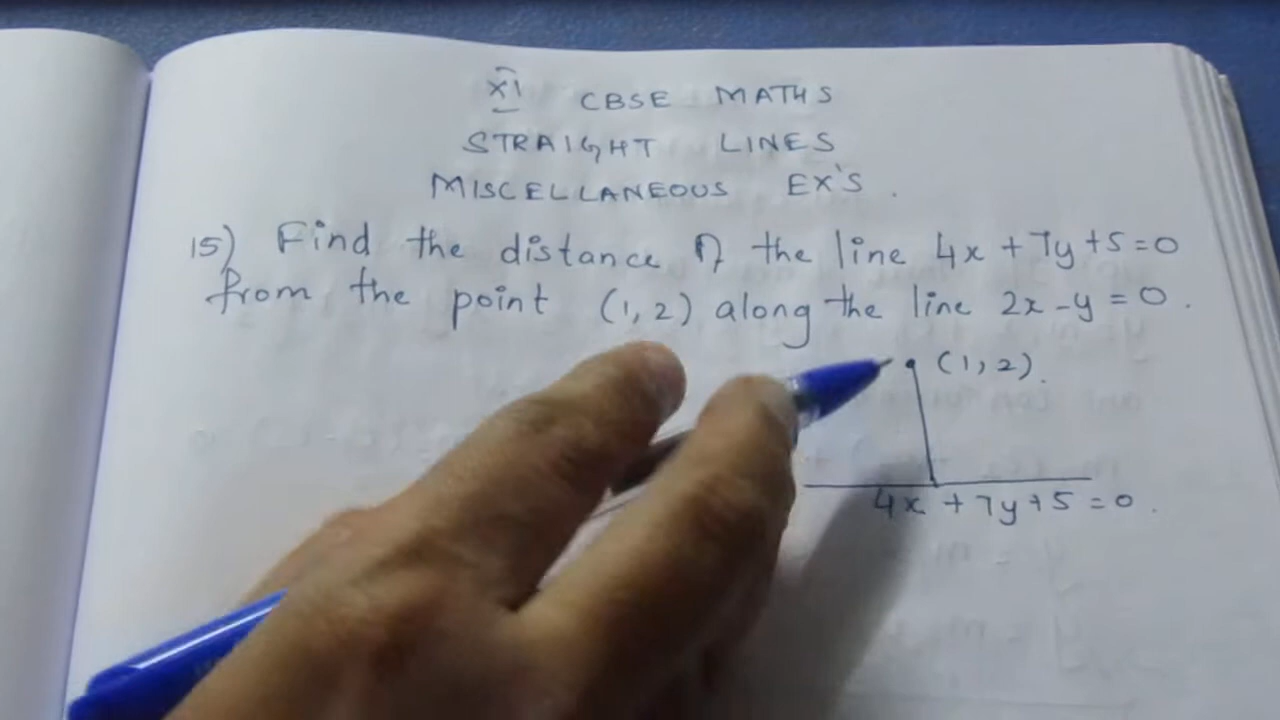 XI CBSE MATHS
STRAIGHT LINES
MISCELLANEOUS EX'S.
15) Find the distance of the line 4x + 7y + 5 = 0
from the point (1, 2) along the line 2x - y = 0.
(1, 2).
4x + 7y + 5 = 0.